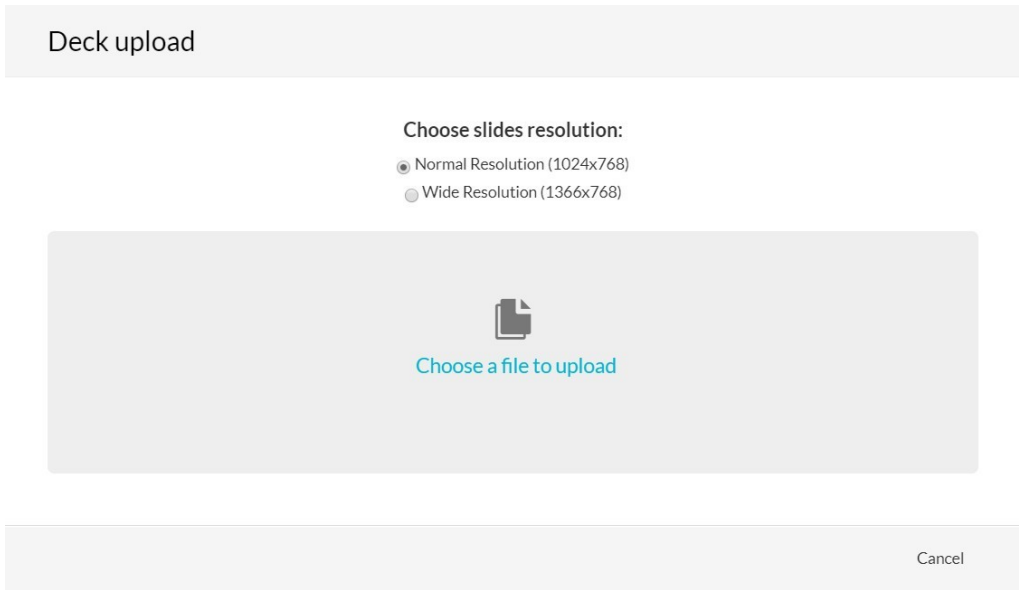 Deck upload
Choose slides resolution:
Normal Resolution (1024x768)
Wide Resolution (1366x768)
Choose a file to upload
Cancel